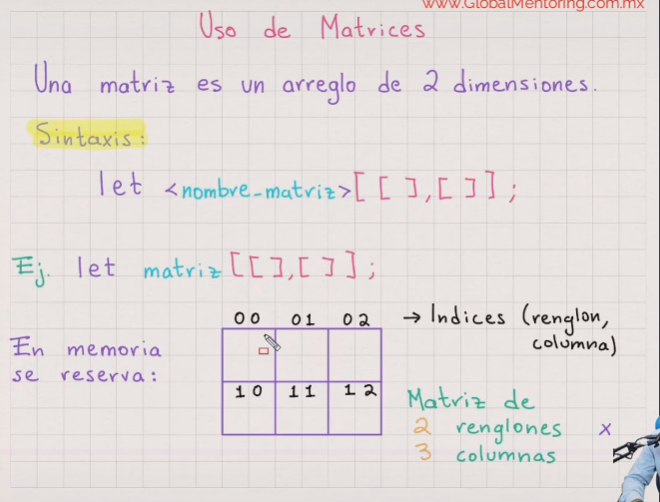 www.GlobalMentoring.com.mx
Uso de Matrices
Una matriz es un arreglo de 2 dimensiones.
Sintaxis:
let <nombre_matriz>[ [ ], [ ] ] ;
Ej. let matriz [ [ ], [ ] ] ;
00 01 02 → Indices (renglon,
columna)
En memoria
se reserva:
10 11 12
Matriz de
2 renglones x
3 columnas